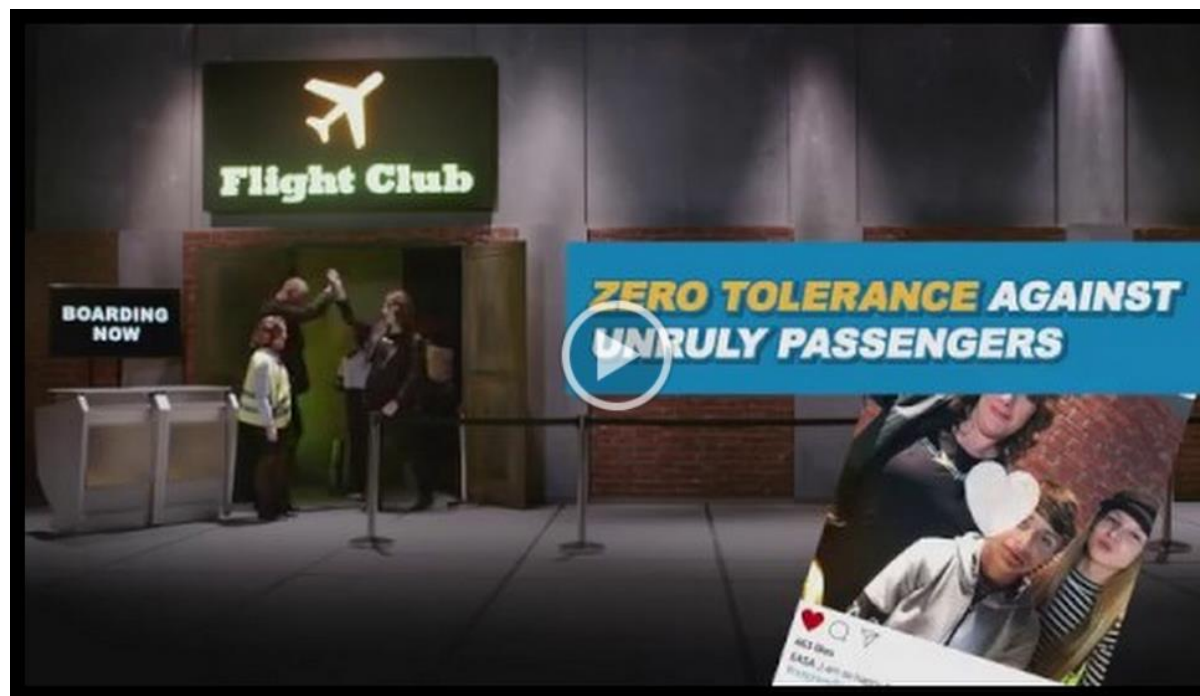 Flight Club
BOARDING
NOW
ZERO TOLERANCE AGAINST
UNRULY PASSENGERS
463 likes
EASA